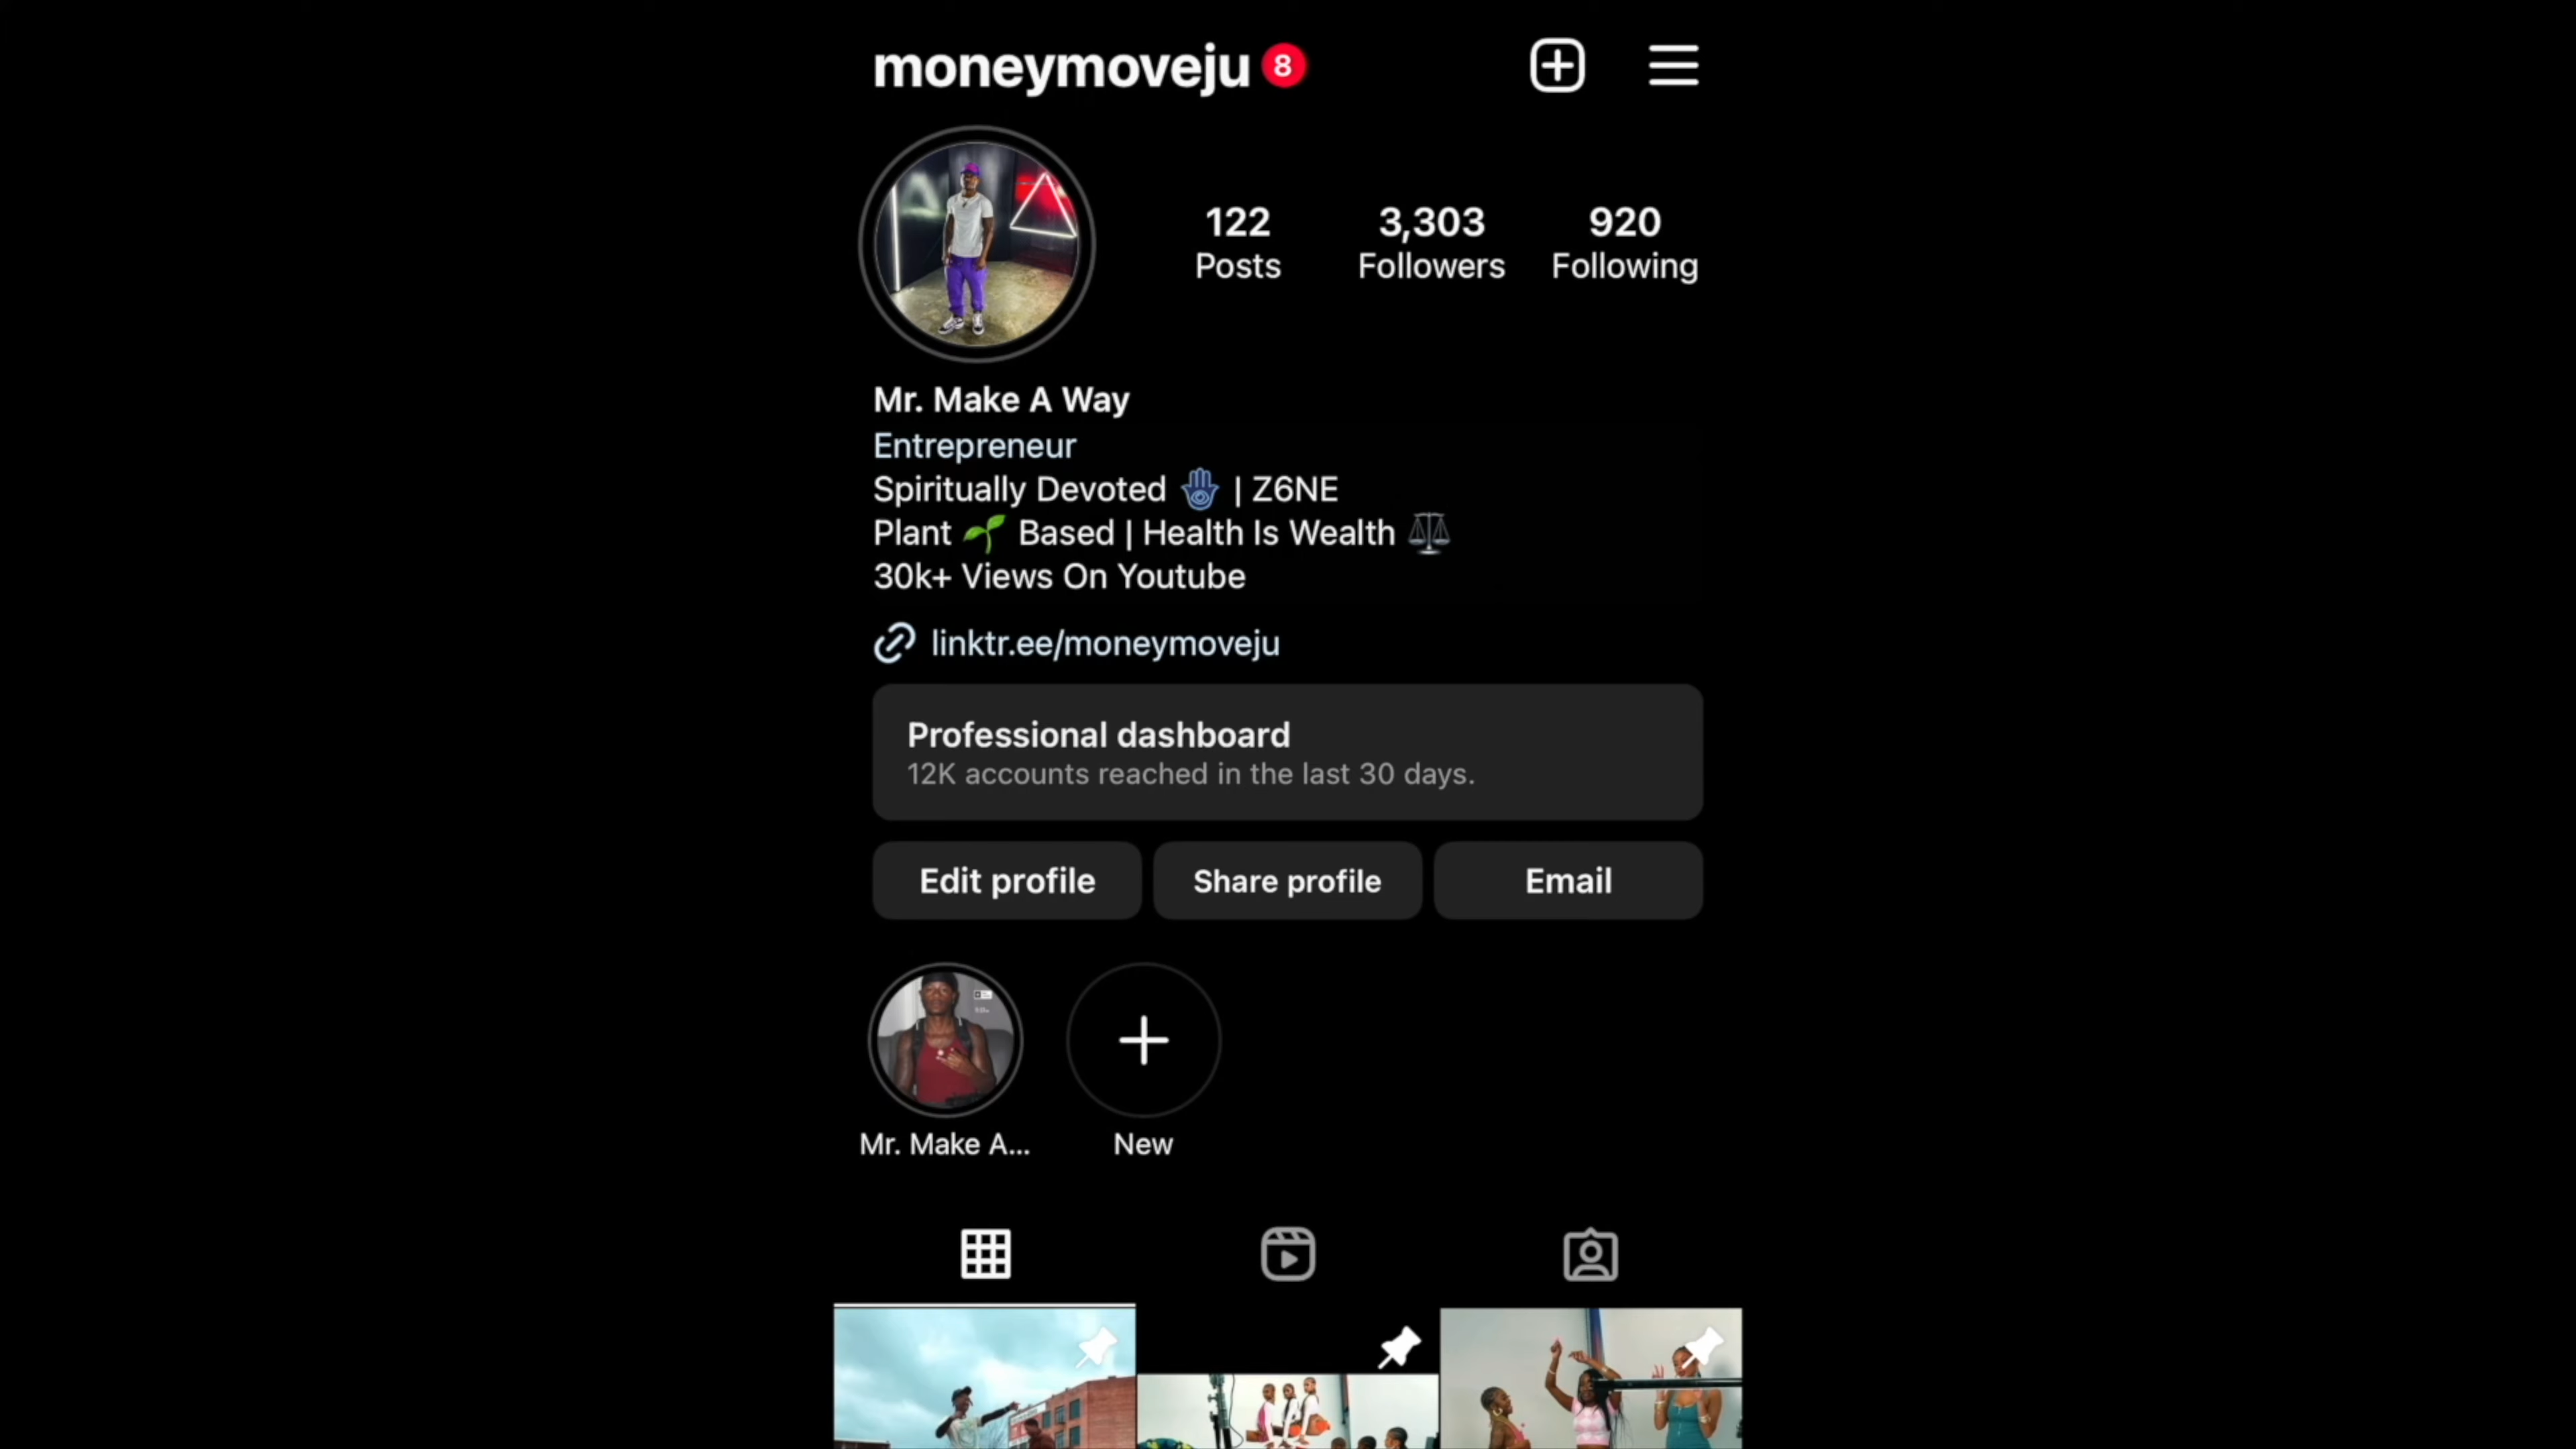 moneymoveju 8
122 3,303 920
Posts Followers Following
Mr. Make A Way
Entrepreneur
Spiritually Devoted 🪬 | Z6NE
Plant 🌱 Based | Health Is Wealth ⚖️
30k+ Views On Youtube
linktr.ee/moneymoveju
Professional dashboard
12K accounts reached in the last 30 days.
Edit profile Share profile Email
Mr. Make A... New